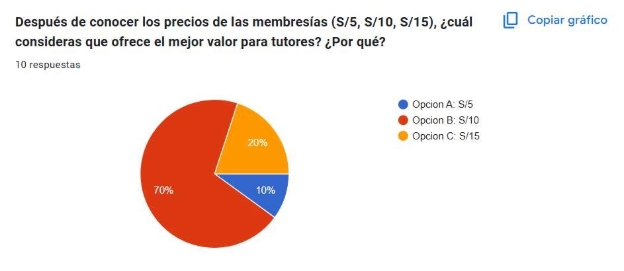 Después de conocer los precios de las membresías (S/5, S/10, S/15), ¿cuál
consideras que ofrece el mejor valor para tutores? ¿Por qué?
Copiar gráfico
10 respuestas
Opcion A: S/5
Opcion B: S/10
Opcion C: S/15
20%
70%
10%